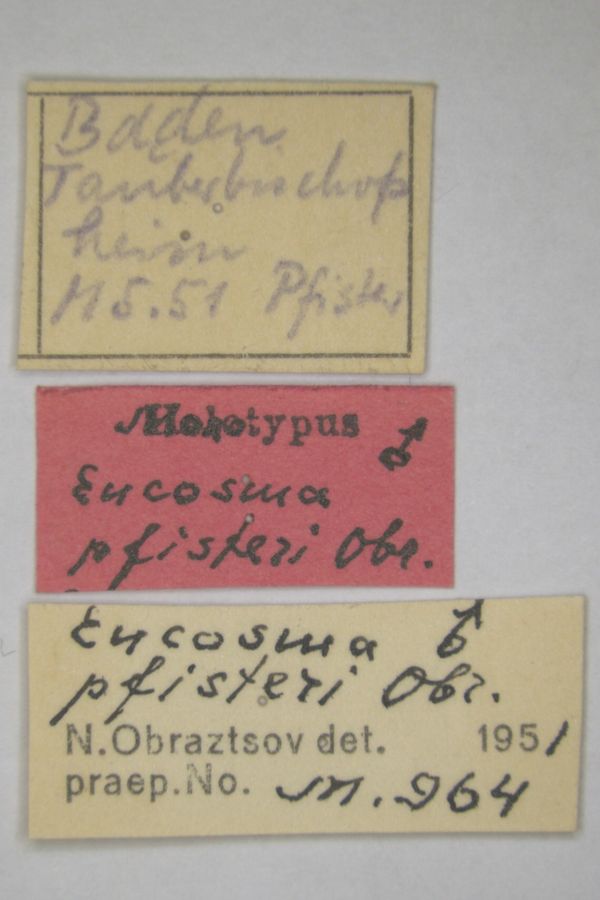 Baden
Tauberbischofs
heim
M 5.51 Pfister
Holotypus ♂
Eucosma
pfisteri Obr.
Eucosma ♂
pfisteri Obr.
N.Obraztsov det. 1951
praep.No. M.964